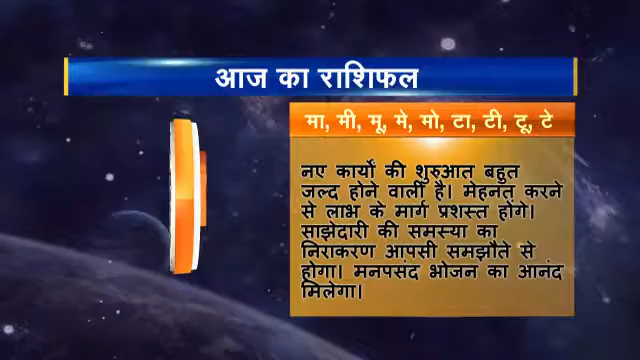 आज का राशिफल
मा, मी, मू, मे, मो, टा, टी, टू, टे
नए कार्यों की शुरुआत बहुत
जल्द होने वाली है। मेहनत करने
से लाभ के मार्ग प्रशस्त होंगे।
साझेदारी की समस्या का
निराकरण आपसी समझौते से
होगा। मनपसंद भोजन का आनंद
मिलेगा।